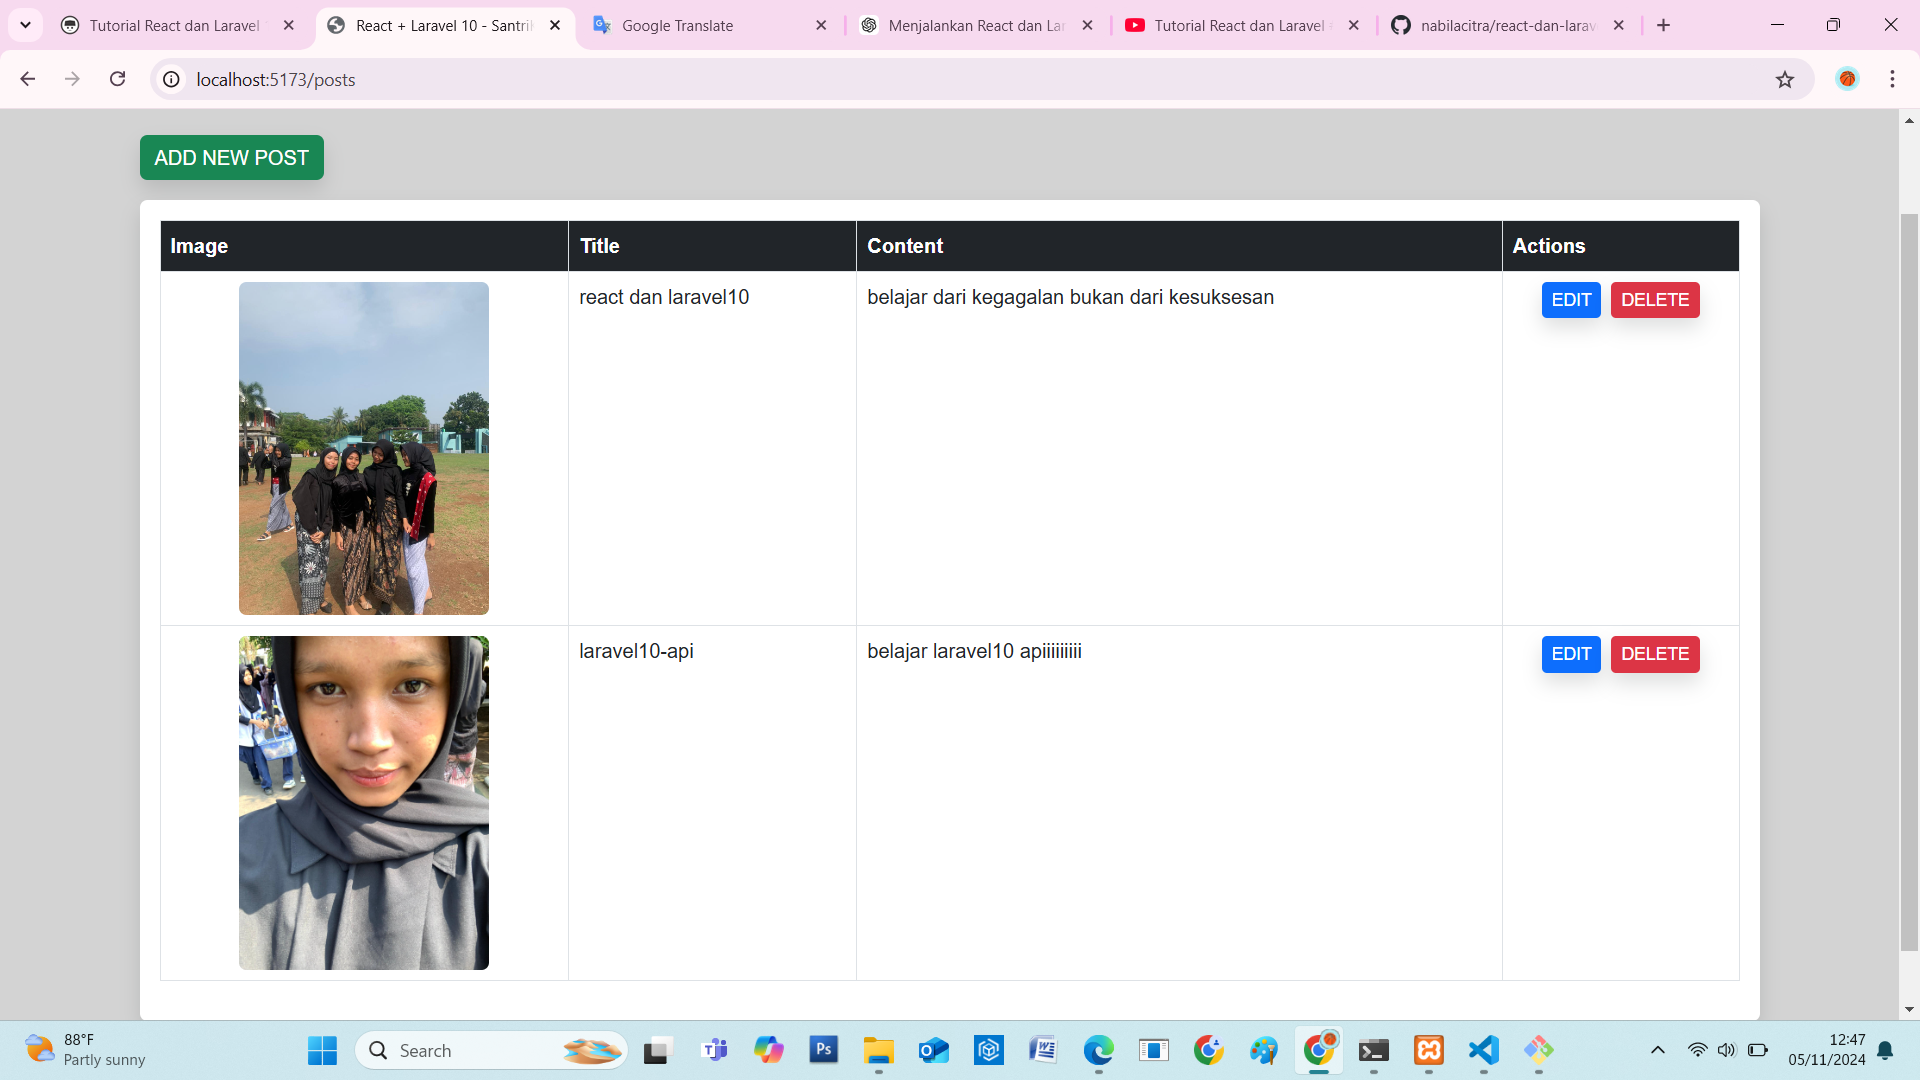 Tutorial React dan Laravel
React + Laravel 10 - Santri
Google Translate
Menjalankan React dan La
Tutorial React dan Laravel
nabilacitra/react-dan-larav
localhost:5173/posts
ADD NEW POST
Image Title Content Actions
react dan laravel10 belajar dari kegagalan bukan dari kesuksesan EDIT DELETE
laravel10-api belajar laravel10 apiiiiiiiii EDIT DELETE
88°F
Partly sunny
Search
Ps
12:47
05/11/2024